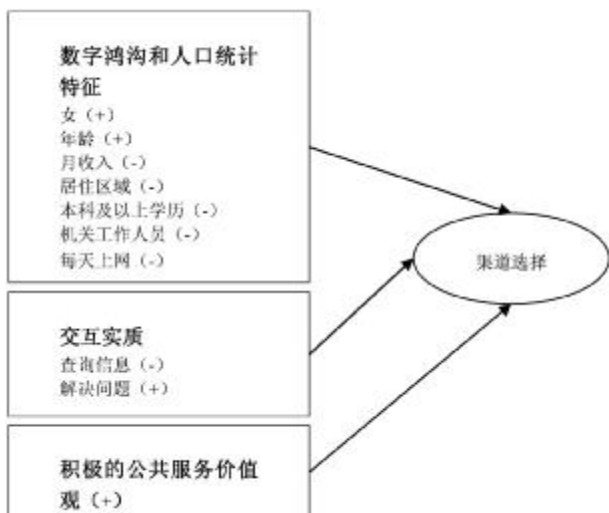 数字鸿沟和人口统计
特征
女（+）
年龄（+）
月收入（-）
居住区域（-）
本科及以上学历（-）
机关工作人员（-）
每天上网（-）
渠道选择
交互实质
查询信息（-）
解决问题（+）
积极的公共服务价值
观（+）